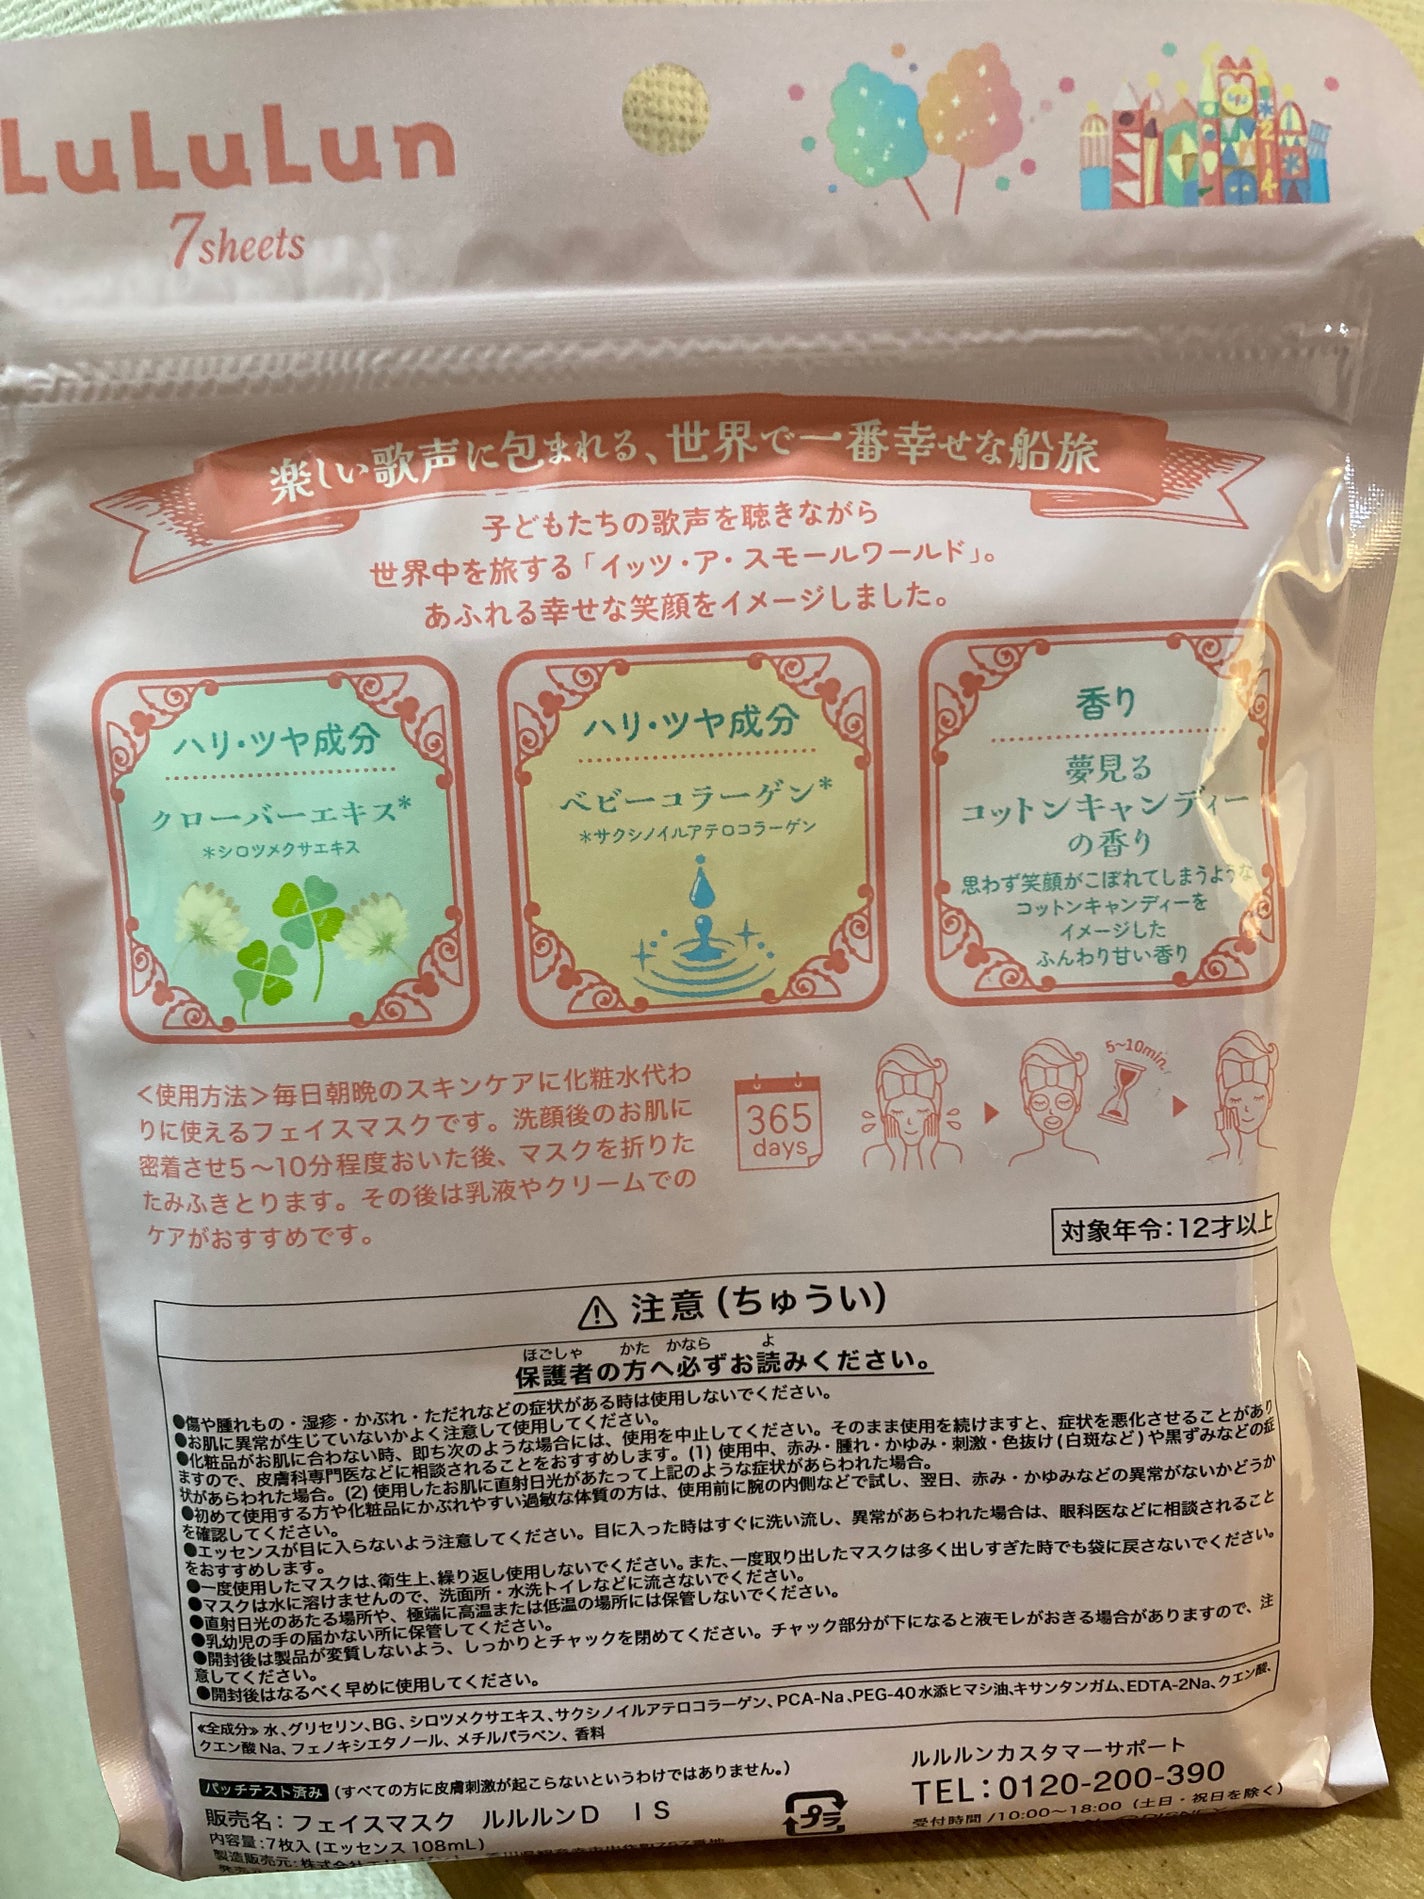 LuLuLun
7sheets
楽しい歌声に包まれる、世界で一番幸せな船旅
子どもたちの歌声を聴きながら
世界中を旅する「イッツ・ア・スモールワールド」。
あふれる幸せな笑顔をイメージしました。
ハリ・ツヤ成分
クローバーエキス*
*シロツメクサエキス
ハリ・ツヤ成分
ベビーコラーゲン*
*サクシノイルアテロコラーゲン
香り
夢見る
コットンキャンディー
の香り
思わず笑顔がこぼれてしまうような
コットンキャンディーを
イメージした
ふんわり甘い香り
<使用方法>毎日朝晩のスキンケアに化粧水代わ
りに使えるフェイスマスクです。洗顔後のお肌に
密着させ5〜10分程度おいた後、マスクを折りた
たみふきとります。その後は乳液やクリームでの
ケアがおすすめです。
365
days
5~10min.
対象年令:12才以上
注意(ちゅうい)
ほごしゃ かた かなら よ
保護者の方へ必ずお読みください。
●傷や腫れもの・湿疹・かぶれ・ただれなどの症状がある時は使用しないでください。
●お肌に異常が生じていないかよく注意して使用してください。
●化粧品がお肌に合わない時、即ち次のような場合には、使用を中止してください。そのまま使用を続けますと、症状を悪化させることがあり
ますので、皮膚科専門医などに相談されることをおすすめします。(1) 使用中、赤み・腫れ・かゆみ・刺激・色抜け(白斑など)や黒ずみなどの症
状があらわれた場合。(2) 使用したお肌に直射日光があたって上記のような症状があらわれた場合。
●初めて使用する方や化粧品にかぶれやすい過敏な体質の方は、使用前に腕の内側などで試し、翌日、赤み・かゆみなどの異常がないかどうか
を確認してください。
●エッセンスが目に入らないよう注意してください。目に入った時はすぐに洗い流し、異常があらわれた場合は、眼科医などに相談されること
をおすすめします。
●一度使用したマスクは、衛生上、繰り返し使用しないでください。また、一度取り出したマスクは多く出しすぎた時でも袋に戻さないでください。
●マスクは水に溶けませんので、洗面所・水洗トイレなどに流さないでください。
●直射日光のあたる場所や、極端に高温または低温の場所には保管しないでください。
●乳幼児の手の届かない所に保管してください。
●開封後は製品が変質しないよう、しっかりとチャックを閉めてください。チャック部分が下になると液モレがおきる場合がありますので、注
意してください。
●開封後はなるべく早めに使用してください。
≪全成分≫ 水、グリセリン、BG、シロツメクサエキス、サクシノイルアテロコラーゲン、PCA-Na、PEG-40水添ヒマシ油、キサンタンガム、EDTA-2Na、クエン酸、
クエン酸Na、フェノキシエタノール、メチルパラベン、香料
パッチテスト済み (すべての方に皮膚刺激が起こらないというわけではありません。)
販売名:フェイスマスク ルルルンD IS
内容量:7枚入(エッセンス 108mL)
製造販売元:株式会社
プラ
ルルルンカスタマーサポート
TEL:0120-200-390
受付時間/10:00~18:00 (土日・祝日を除く)